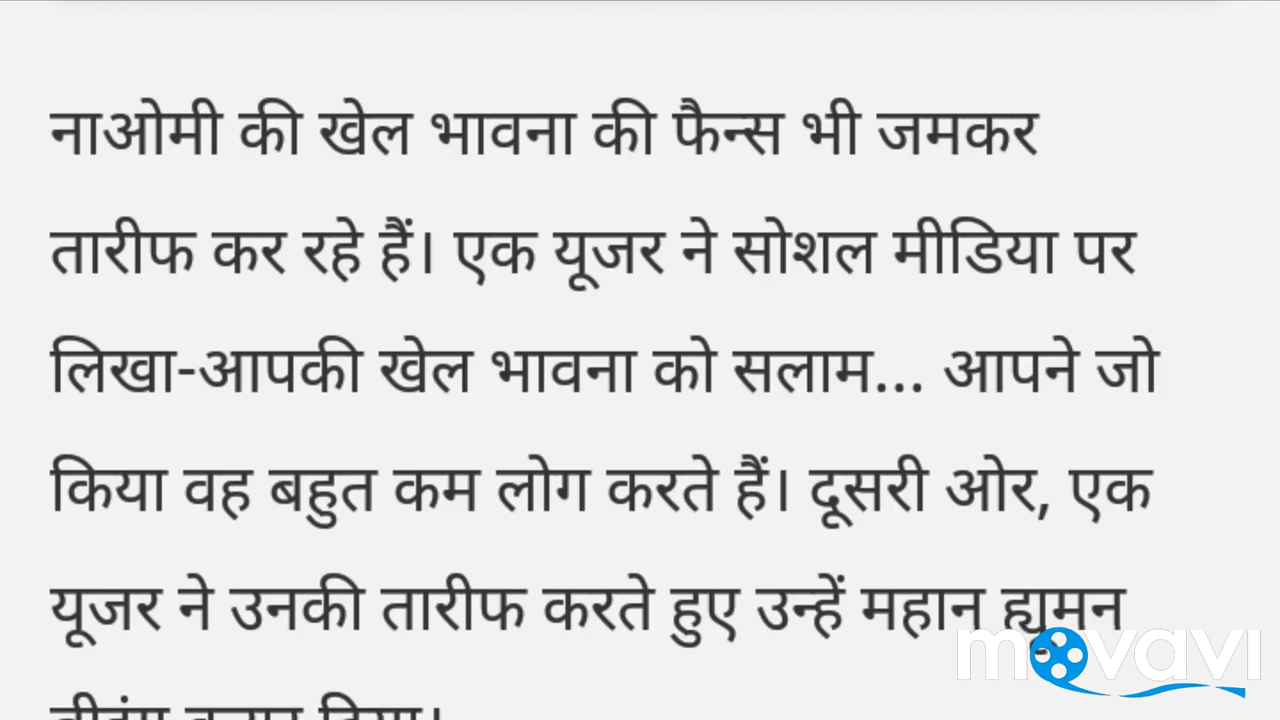 नाओमी की खेल भावना की फैन्स भी जमकर
तारीफ कर रहे हैं। एक यूजर ने सोशल मीडिया पर
लिखा-आपकी खेल भावना को सलाम... आपने जो
किया वह बहुत कम लोग करते हैं। दूसरी ओर, एक
यूजर ने उनकी तारीफ करते हुए उन्हें महान ह्यूमन
movavi